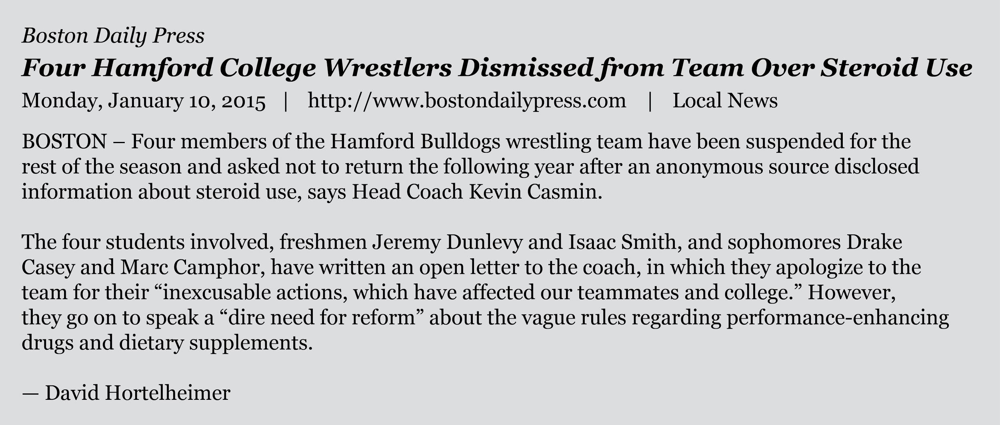 Boston Daily Press
Four Hamford College Wrestlers Dismissed from Team Over Steroid Use
Monday, January 10, 2015 | http://www.bostondailypress.com | Local News
BOSTON – Four members of the Hamford Bulldogs wrestling team have been suspended for the
rest of the season and asked not to return the following year after an anonymous source disclosed
information about steroid use, says Head Coach Kevin Casmin.
The four students involved, freshmen Jeremy Dunlevy and Isaac Smith, and sophomores Drake
Casey and Marc Camphor, have written an open letter to the coach, in which they apologize to the
team for their “inexcusable actions, which have affected our teammates and college.” However,
they go on to speak a “dire need for reform” about the vague rules regarding performance-enhancing
drugs and dietary supplements.
— David Hortelheimer